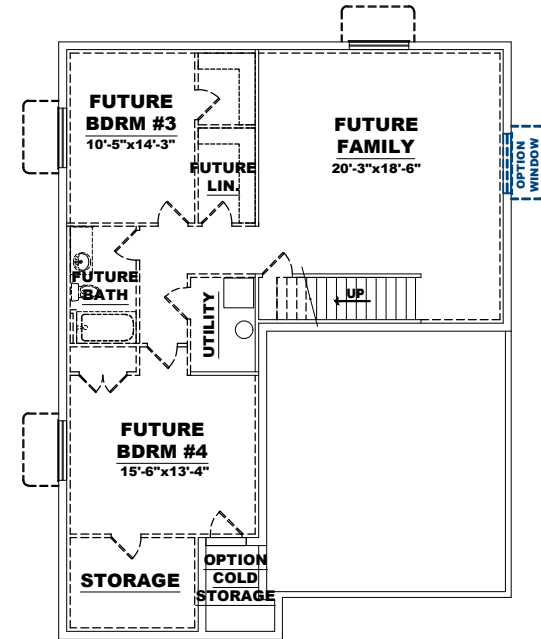 FUTURE
BDRM #3
10'-5"x14'-3"
FUTURE
LIN.
FUTURE
FAMILY
20'-3"x18'-6"
OPTION
WINDOW
FUTURE
BATH
UTILITY
UP
FUTURE
BDRM #4
15'-6"x13'-4"
STORAGE
OPTION
COLD
STORAGE